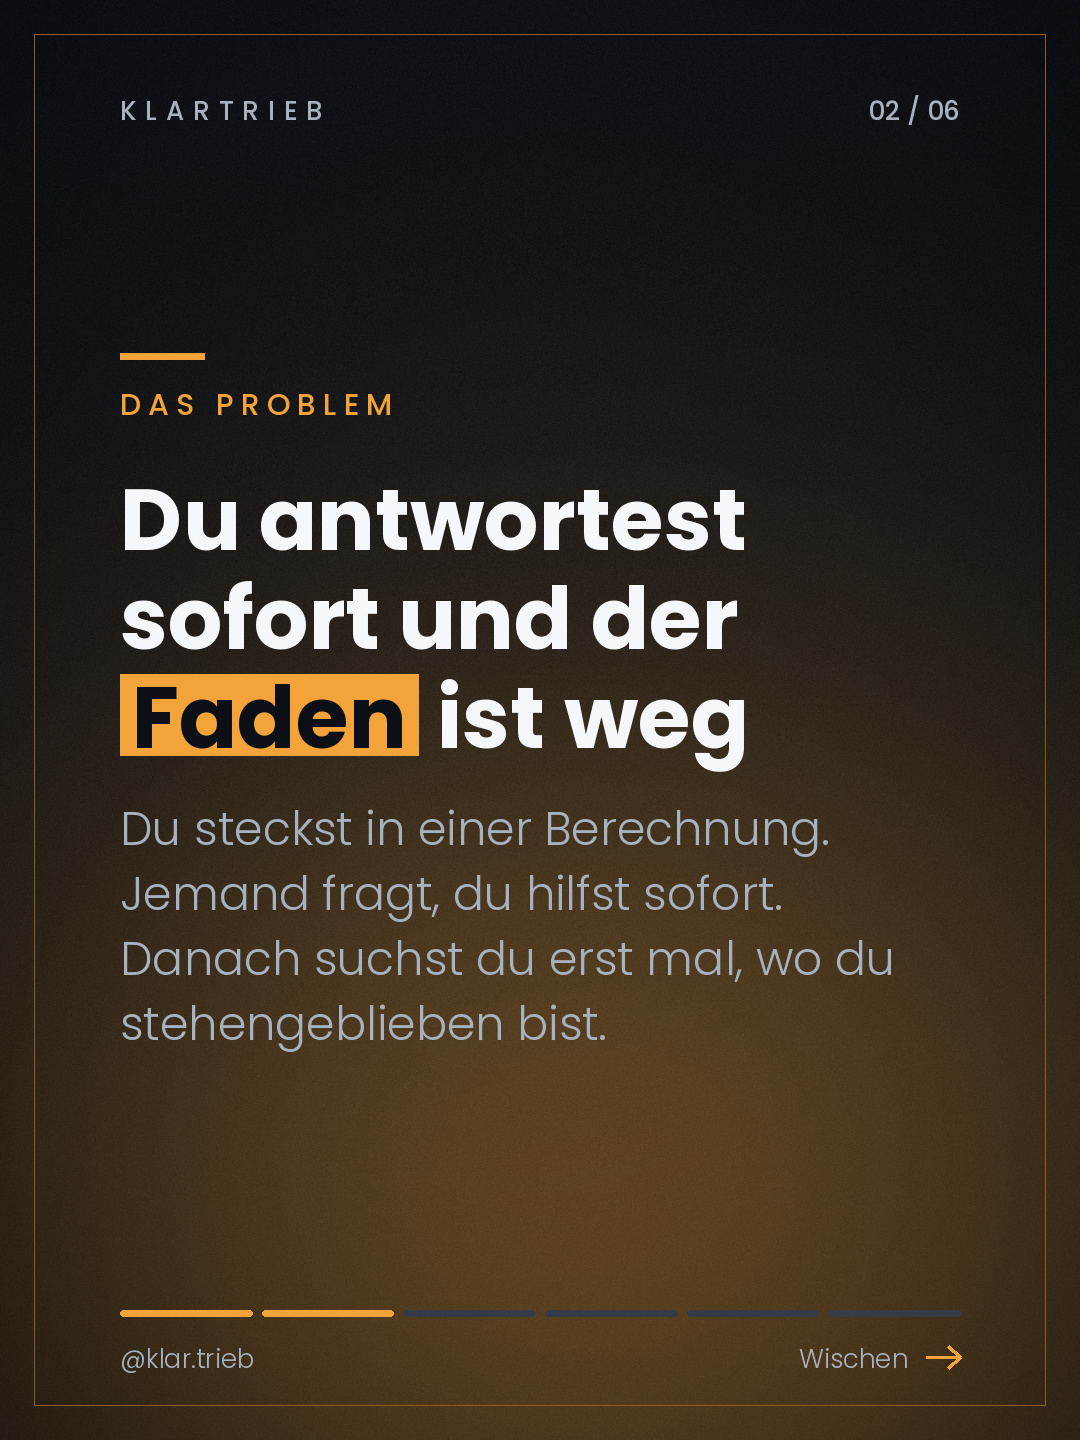 KLARTRIEB
02 / 06
DAS PROBLEM
Du antwortest
sofort und der
Faden ist weg
Du steckst in einer Berechnung.
Jemand fragt, du hilfst sofort.
Danach suchst du erst mal, wo du
stehengeblieben bist.
@klar.trieb
Wischen